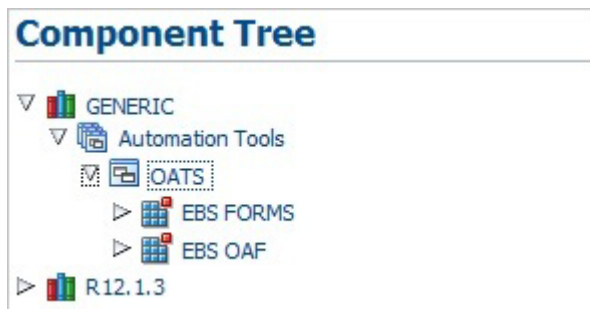 Component Tree
GENERIC
Automation Tools
OATS
EBS FORMS
EBS OAF
R12.1.3